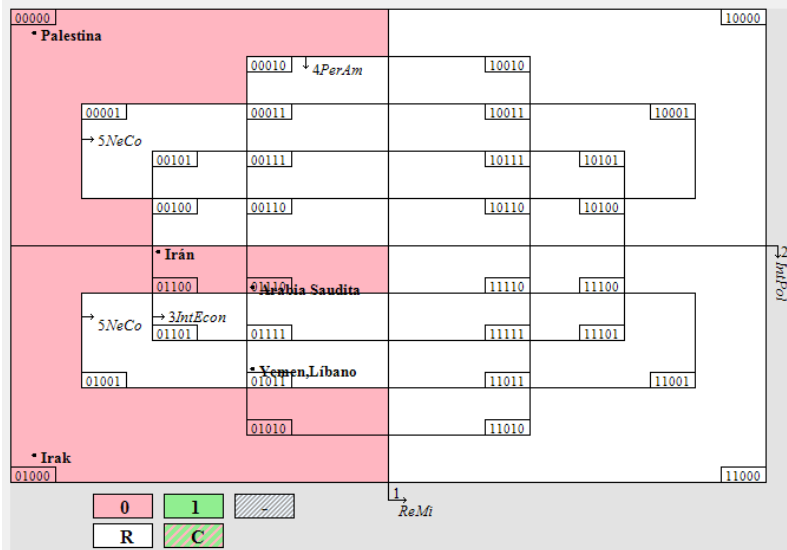 00000 10000
Palestina
00010 4PerAm 10010
00001 00011 10011 10001
5NeCo
00101 00111 10111 10101
00100 00110 10110 10100
Irán
2
IntPol
01100 01110 11110 11100
Arabia Saudita
5NeCo 3IntEcon
01101 01111 11111 11101
Yemen,Líbano
01001 01011 11011 11001
01010 11010
Irak
01000 11000
1
ReMi
0 1 -
R C